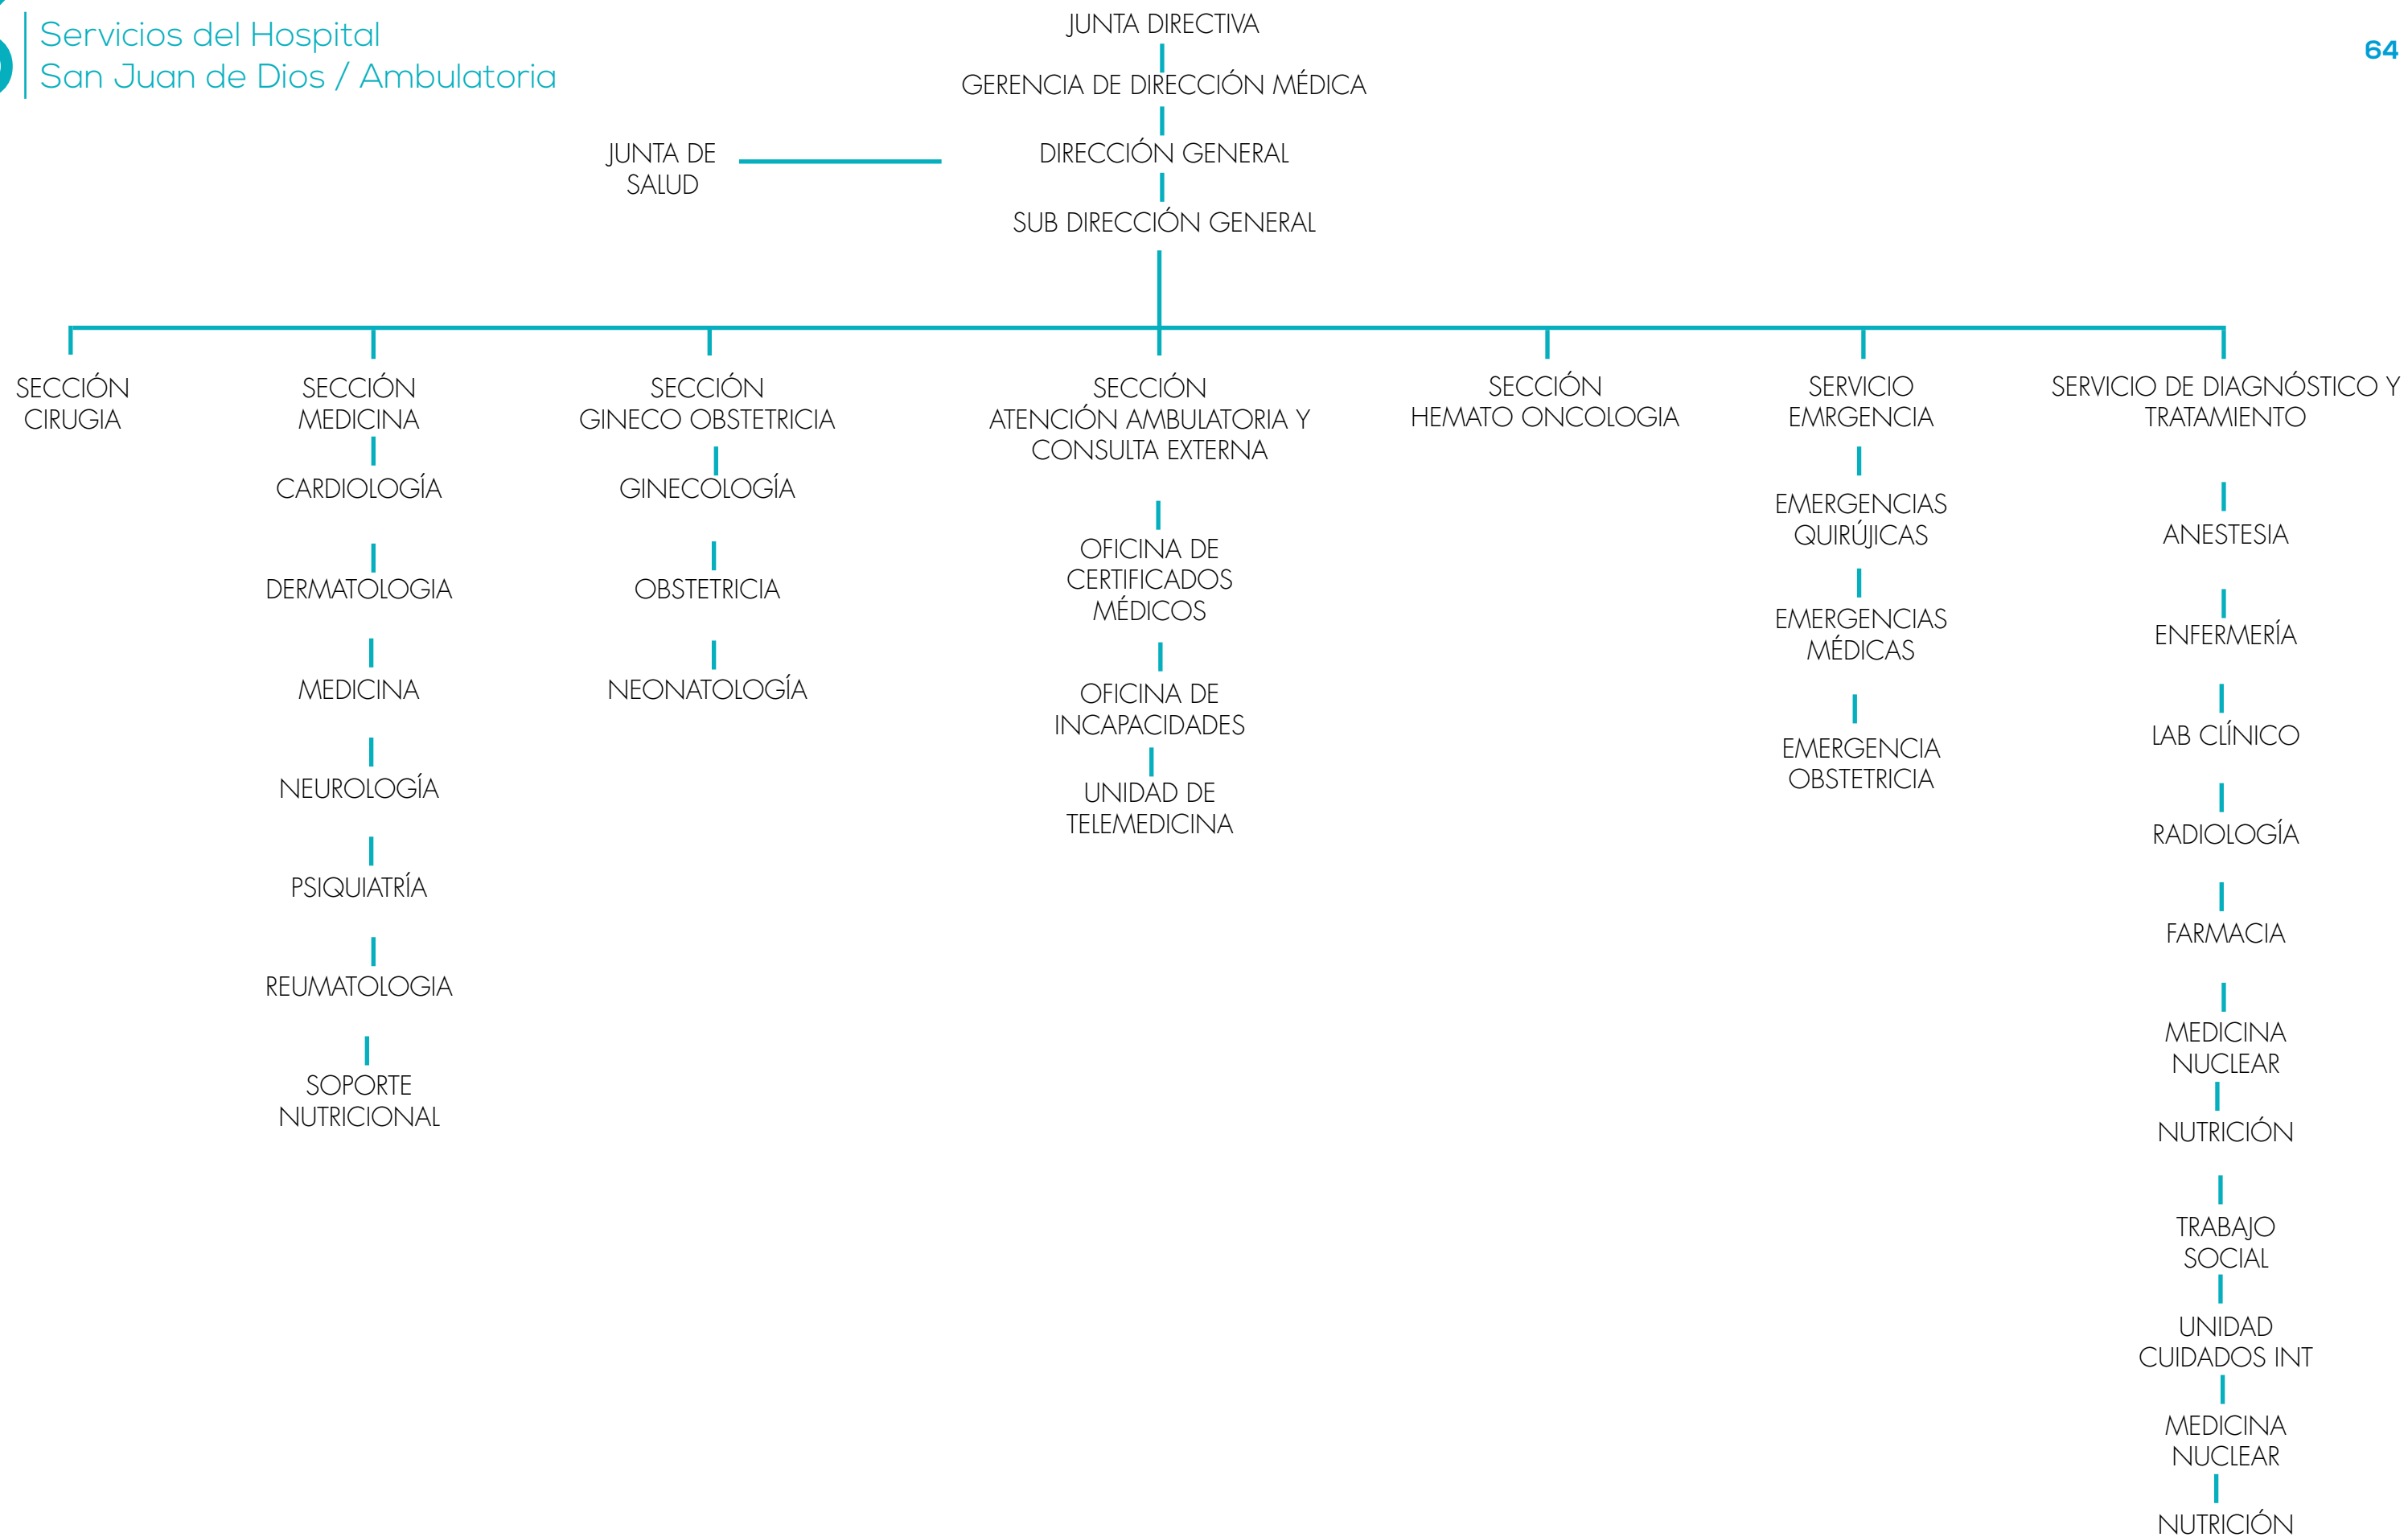 Servicios del Hospital
San Juan de Dios / Ambulatoria
64
JUNTA DIRECTIVA
GERENCIA DE DIRECCIÓN MÉDICA
JUNTA DE
SALUD
DIRECCIÓN GENERAL
SUB DIRECCIÓN GENERAL
SECCIÓN
CIRUGIA
SECCIÓN
MEDICINA
CARDIOLOGÍA
DERMATOLOGIA
MEDICINA
NEUROLOGÍA
PSIQUIATRÍA
REUMATOLOGIA
SOPORTE
NUTRICIONAL
SECCIÓN
GINECO OBSTETRICIA
GINECOLOGÍA
OBSTETRICIA
NEONATOLOGÍA
SECCIÓN
ATENCIÓN AMBULATORIA Y
CONSULTA EXTERNA
OFICINA DE
CERTIFICADOS
MÉDICOS
OFICINA DE
INCAPACIDADES
UNIDAD DE
TELEMEDICINA
SECCIÓN
HEMATO ONCOLOGIA
SERVICIO
EMRGENCIA
EMERGENCIAS
QUIRÚJICAS
EMERGENCIAS
MÉDICAS
EMERGENCIA
OBSTETRICIA
SERVICIO DE DIAGNÓSTICO Y
TRATAMIENTO
ANESTESIA
ENFERMERÍA
LAB CLÍNICO
RADIOLOGÍA
FARMACIA
MEDICINA
NUCLEAR
NUTRICIÓN
TRABAJO
SOCIAL
UNIDAD
CUIDADOS INT
MEDICINA
NUCLEAR
NUTRICIÓN